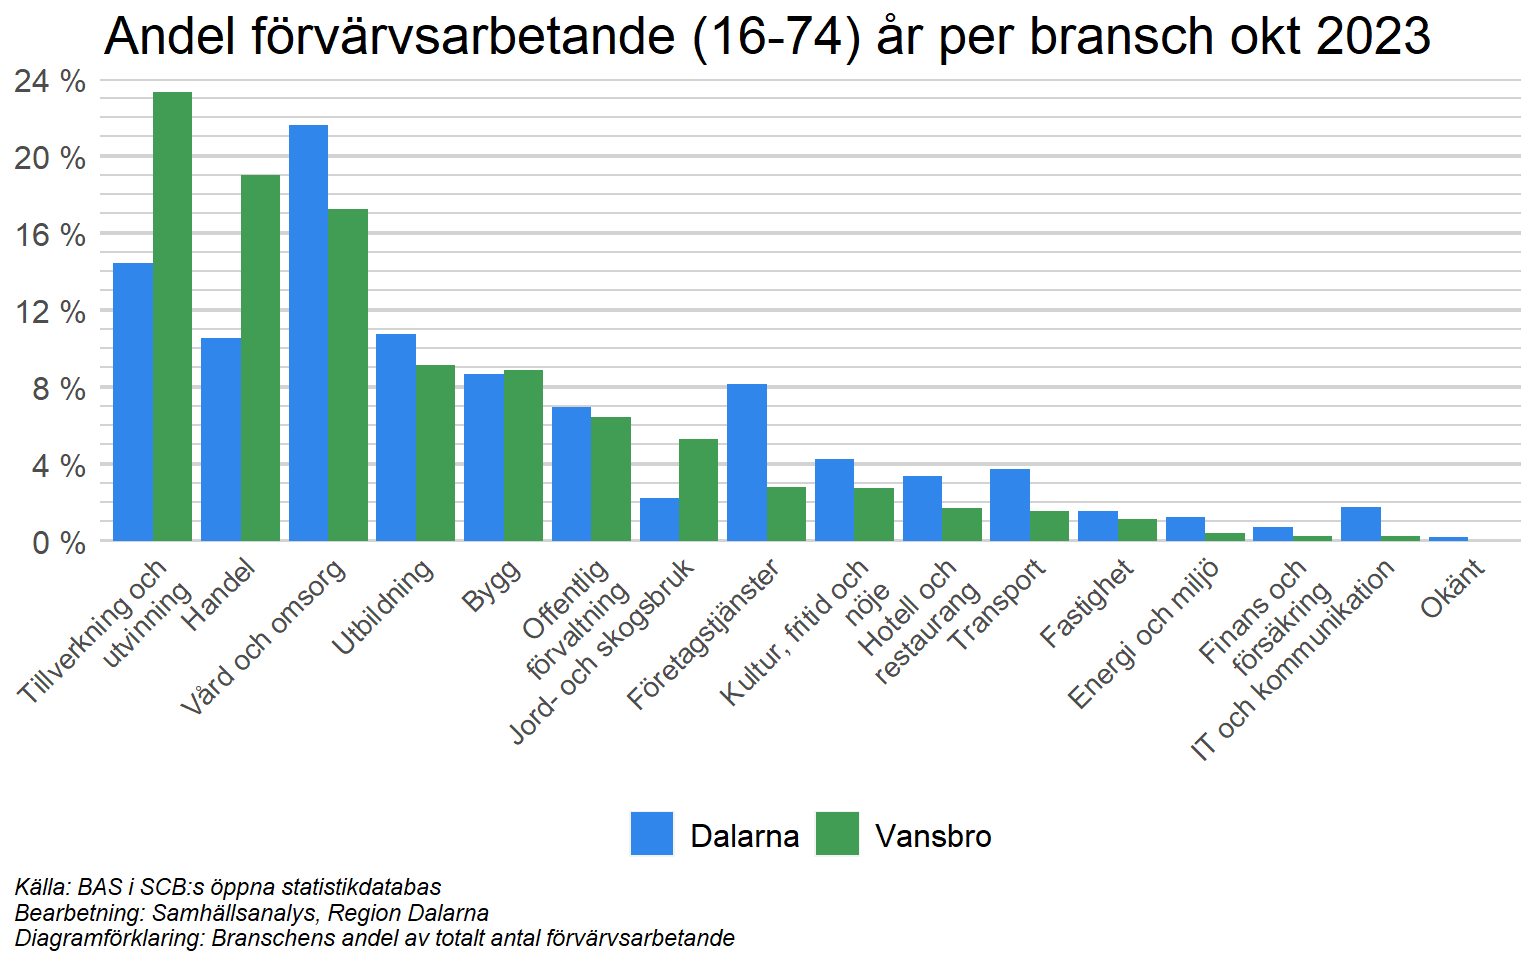 Andel förvärvsarbetande (16-74) år per bransch okt 2023
24 %
20 %
16 %
12 %
8 %
4 %
0 %
Tillverkning och
utvinning
Handel
Vård och omsorg
Utbildning
Bygg
Offentlig
förvaltning
Jord- och skogsbruk
Företagstjänster
Kultur, fritid och
nöje
Hotell och
restaurang
Transport
Fastighet
Energi och miljö
Finans och
försäkring
IT och kommunikation
Okänt
Dalarna
Vansbro
Källa: BAS i SCB:s öppna statistikdatabas
Bearbetning: Samhällsanalys, Region Dalarna
Diagramförklaring: Branschens andel av totalt antal förvärvsarbetande